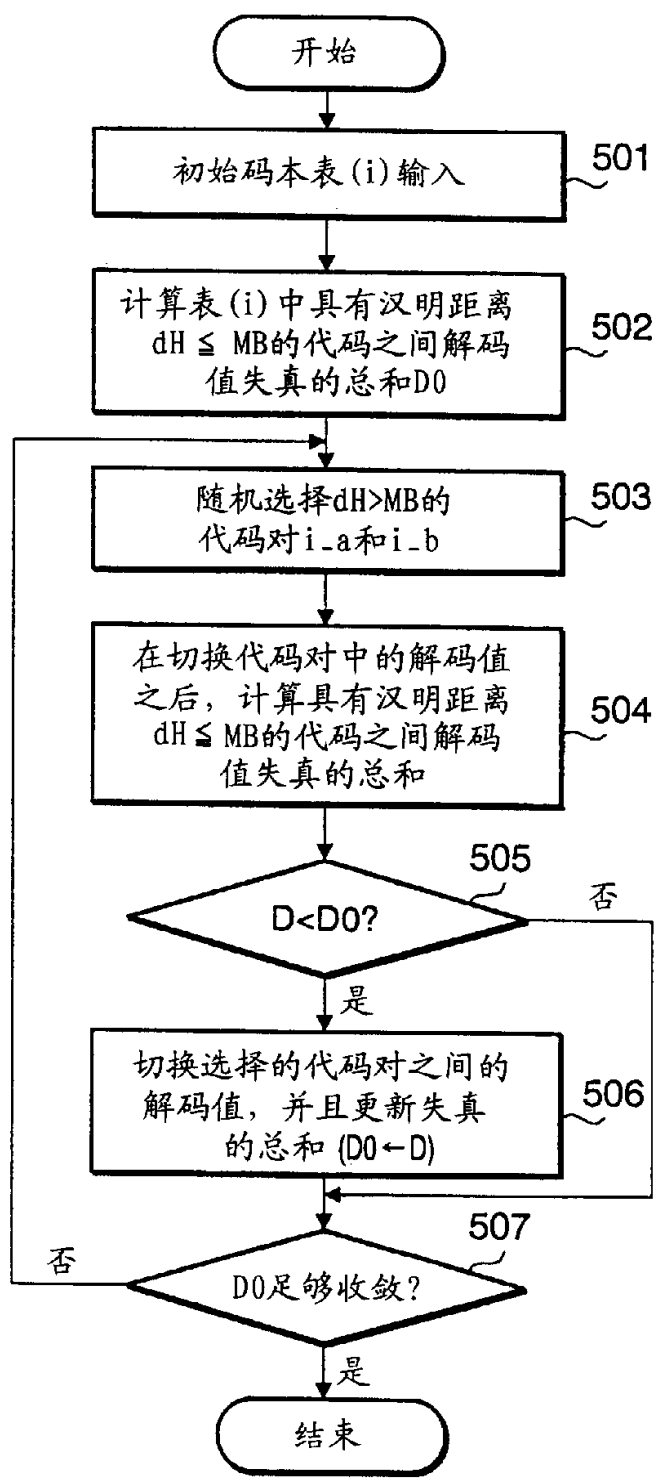 开始
初始码本表(i)输入
501
计算表(i)中具有汉明距离
dH≦ MB的代码之间解码
值失真的总和D0
502
随机选择dH>MB的
代码对i_a和i_b
503
在切换代码对中的解码值
之后，计算具有汉明距离
dH≦MB的代码之间解码
值失真的总和
504
505
D<D0?
否
是
切换选择的代码对之间的
解码值，并且更新失真
的总和 (D0←D)
506
507
否
D0足够收敛?
是
结束